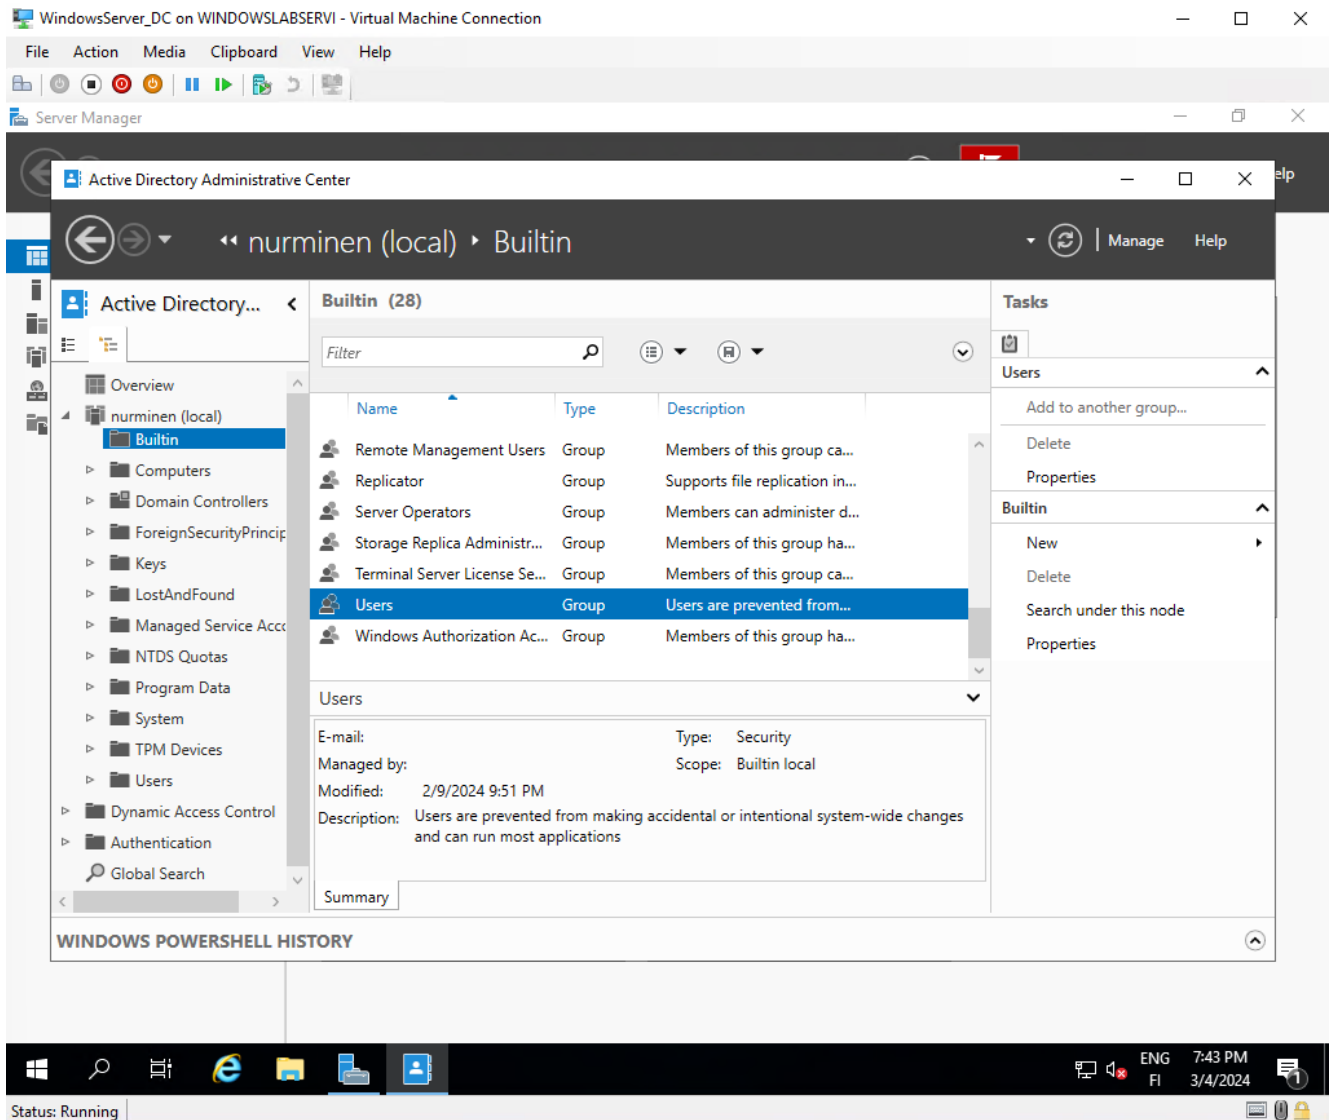 WindowsServer_DC on WINDOWSLABSERVI - Virtual Machine Connection
File Action Media Clipboard View Help
Server Manager
elp
Active Directory Administrative Center
nurminen (local) Builtin
Manage Help
Active Directory...
Overview
nurminen (local)
Builtin
Computers
Domain Controllers
ForeignSecurityPrincip
Keys
LostAndFound
Managed Service Acco
NTDS Quotas
Program Data
System
TPM Devices
Users
Dynamic Access Control
Authentication
Global Search
Builtin (28)
Filter
Name Type Description
Remote Management Users Group Members of this group ca...
Replicator Group Supports file replication in...
Server Operators Group Members can administer d...
Storage Replica Administr... Group Members of this group ha...
Terminal Server License Se... Group Members of this group ca...
Users Group Users are prevented from...
Windows Authorization Ac... Group Members of this group ha...
Users
E-mail:
Type: Security
Managed by:
Scope: Builtin local
Modified: 2/9/2024 9:51 PM
Description: Users are prevented from making accidental or intentional system-wide changes
and can run most applications
Summary
Tasks
Users
Add to another group...
Delete
Properties
Builtin
New
Delete
Search under this node
Properties
WINDOWS POWERSHELL HISTORY
ENG
FI
7:43 PM
3/4/2024
1
Status: Running